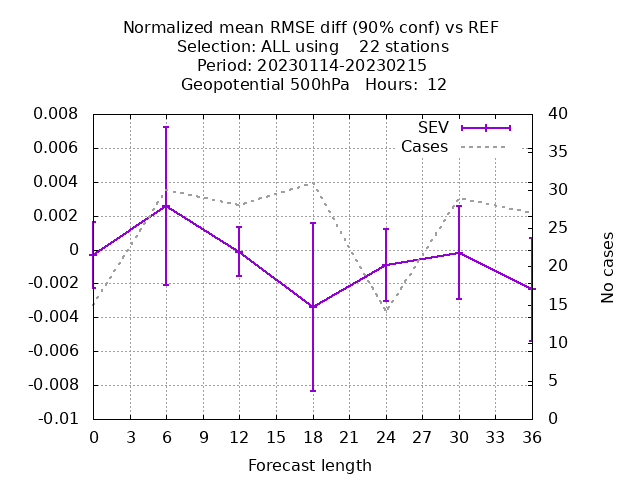 Normalized mean RMSE diff (90% conf) vs REF
Selection: ALL using    22 stations
Period: 20230114-20230215
Geopotential 500hPa   Hours:  12
0.008
0.006
0.004
0.002
0
-0.002
-0.004
-0.006
-0.008
-0.01
SEV
Cases
40
35
30
25
20
15
10
5
0
No cases
0 3 6 9 12 15 18 21 24 27 30 33 36
Forecast length